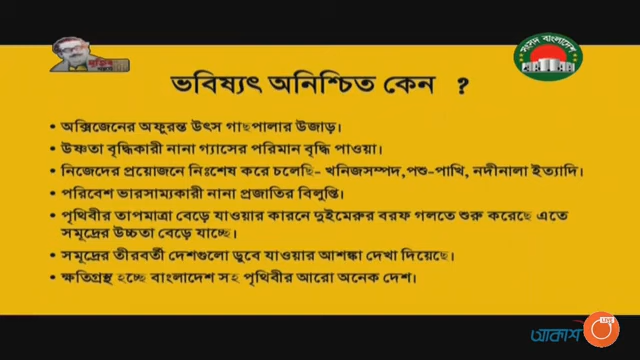 সংসদ বাংলাদেশ
ভবিষ্যৎ অনিশ্চিত কেন ?
• অক্সিজেনের অফুরন্ত উৎস গাছপালার উজাড়।
• উষ্ণতা বৃদ্ধিকারী নানা গ্যাসের পরিমান বৃদ্ধি পাওয়া।
• নিজেদের প্রয়োজনে নিঃশেষ করে চলেছি- খনিজসম্পদ,পশু-পাখি, নদীনালা ইত্যাদি।
• পরিবেশ ভারসাম্যকারী নানা প্রজাতির বিলুপ্তি।
• পৃথিবীর তাপমাত্রা বেড়ে যাওয়ার কারনে দুইমেরুর বরফ গলতে শুরু করেছে এতে
সমূদ্রের উচ্চতা বেড়ে যাচ্ছে।
• সমূদ্রের তীরবর্তী দেশগুলো ডুবে যাওয়ার আশঙ্কা দেখা দিয়েছে।
• ক্ষতিগ্রস্থ হচ্ছে বাংলাদেশ সহ পৃথিবীর আরো অনেক দেশ।
আকাশ
LIVE